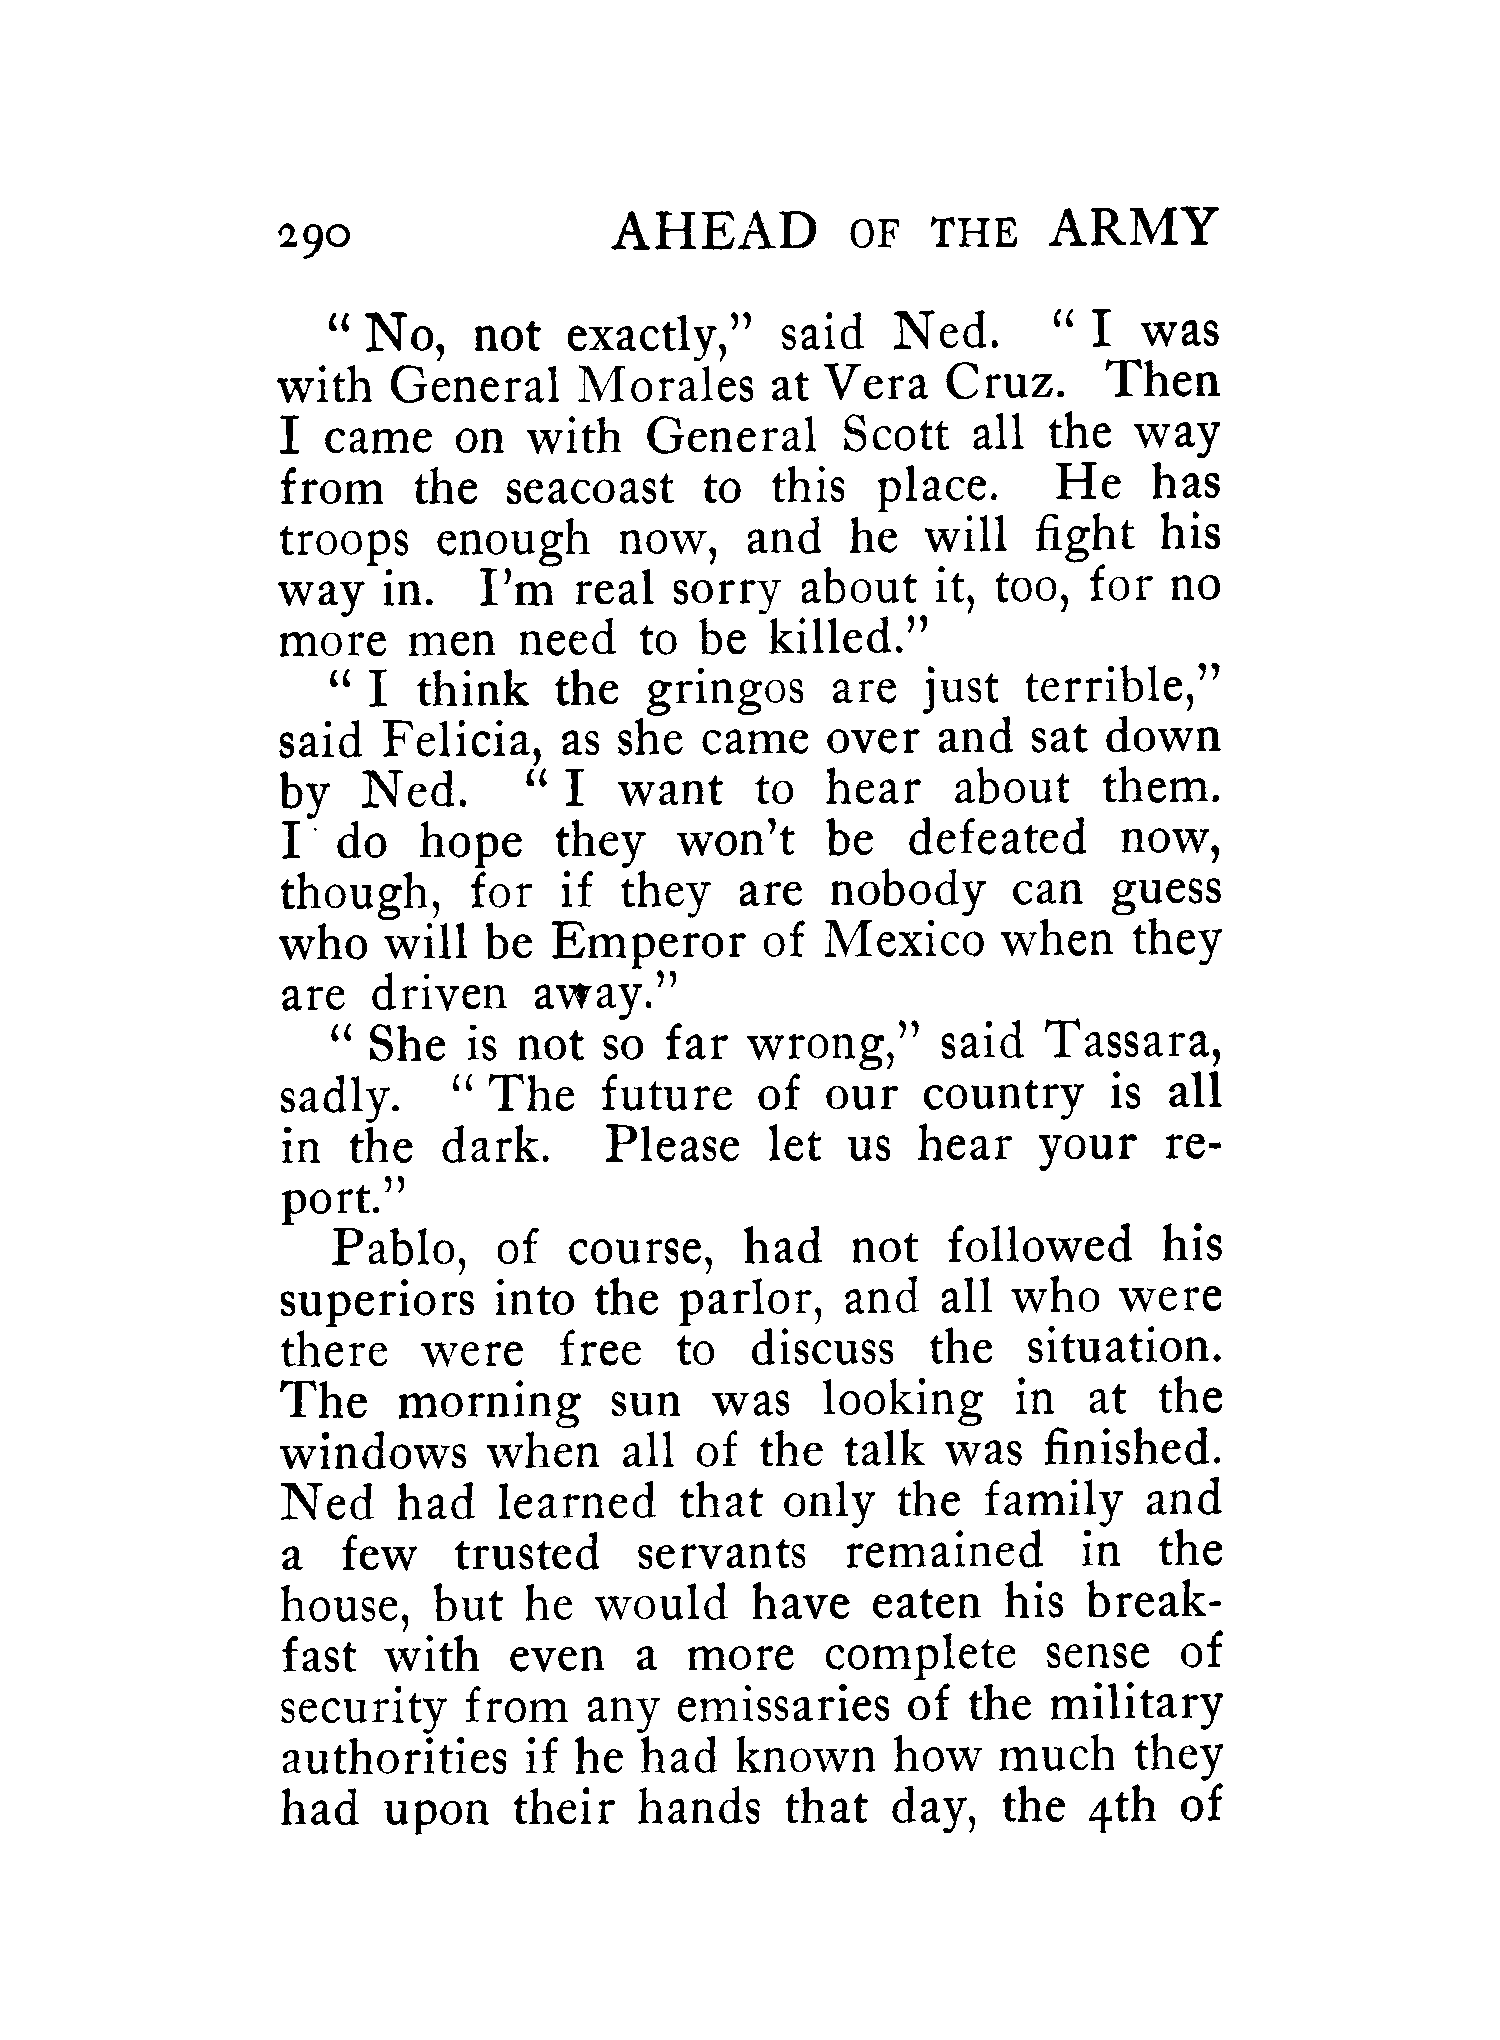 290 AHEAD OF THE ARMY
“ No, not exactly,” said Ned. “ I was
with General Morales at Vera Cruz. Then
I came on with General Scott all the way
from the seacoast to this place. He has
troops enough now, and he will fight his
way in. I’m real sorry about it, too, for no
more men need to be killed.”
“ I think the gringos are just terrible,”
said Felicia, as she came over and sat down
by Ned. “ I want to hear about them.
I do hope they won’t be defeated now,
though, for if they are nobody can guess
who will be Emperor of Mexico when they
are driven away.”
“ She is not so far wrong,” said Tassara,
sadly. “ The future of our country is all
in the dark. Please let us hear your re-
port.”
Pablo, of course, had not followed his
superiors into the parlor, and all who were
there were free to discuss the situation.
The morning sun was looking in at the
windows when all of the talk was finished.
Ned had learned that only the family and
a few trusted servants remained in the
house, but he would have eaten his break-
fast with even a more complete sense of
security from any emissaries of the military
authorities if he had known how much they
had upon their hands that day, the 4th of